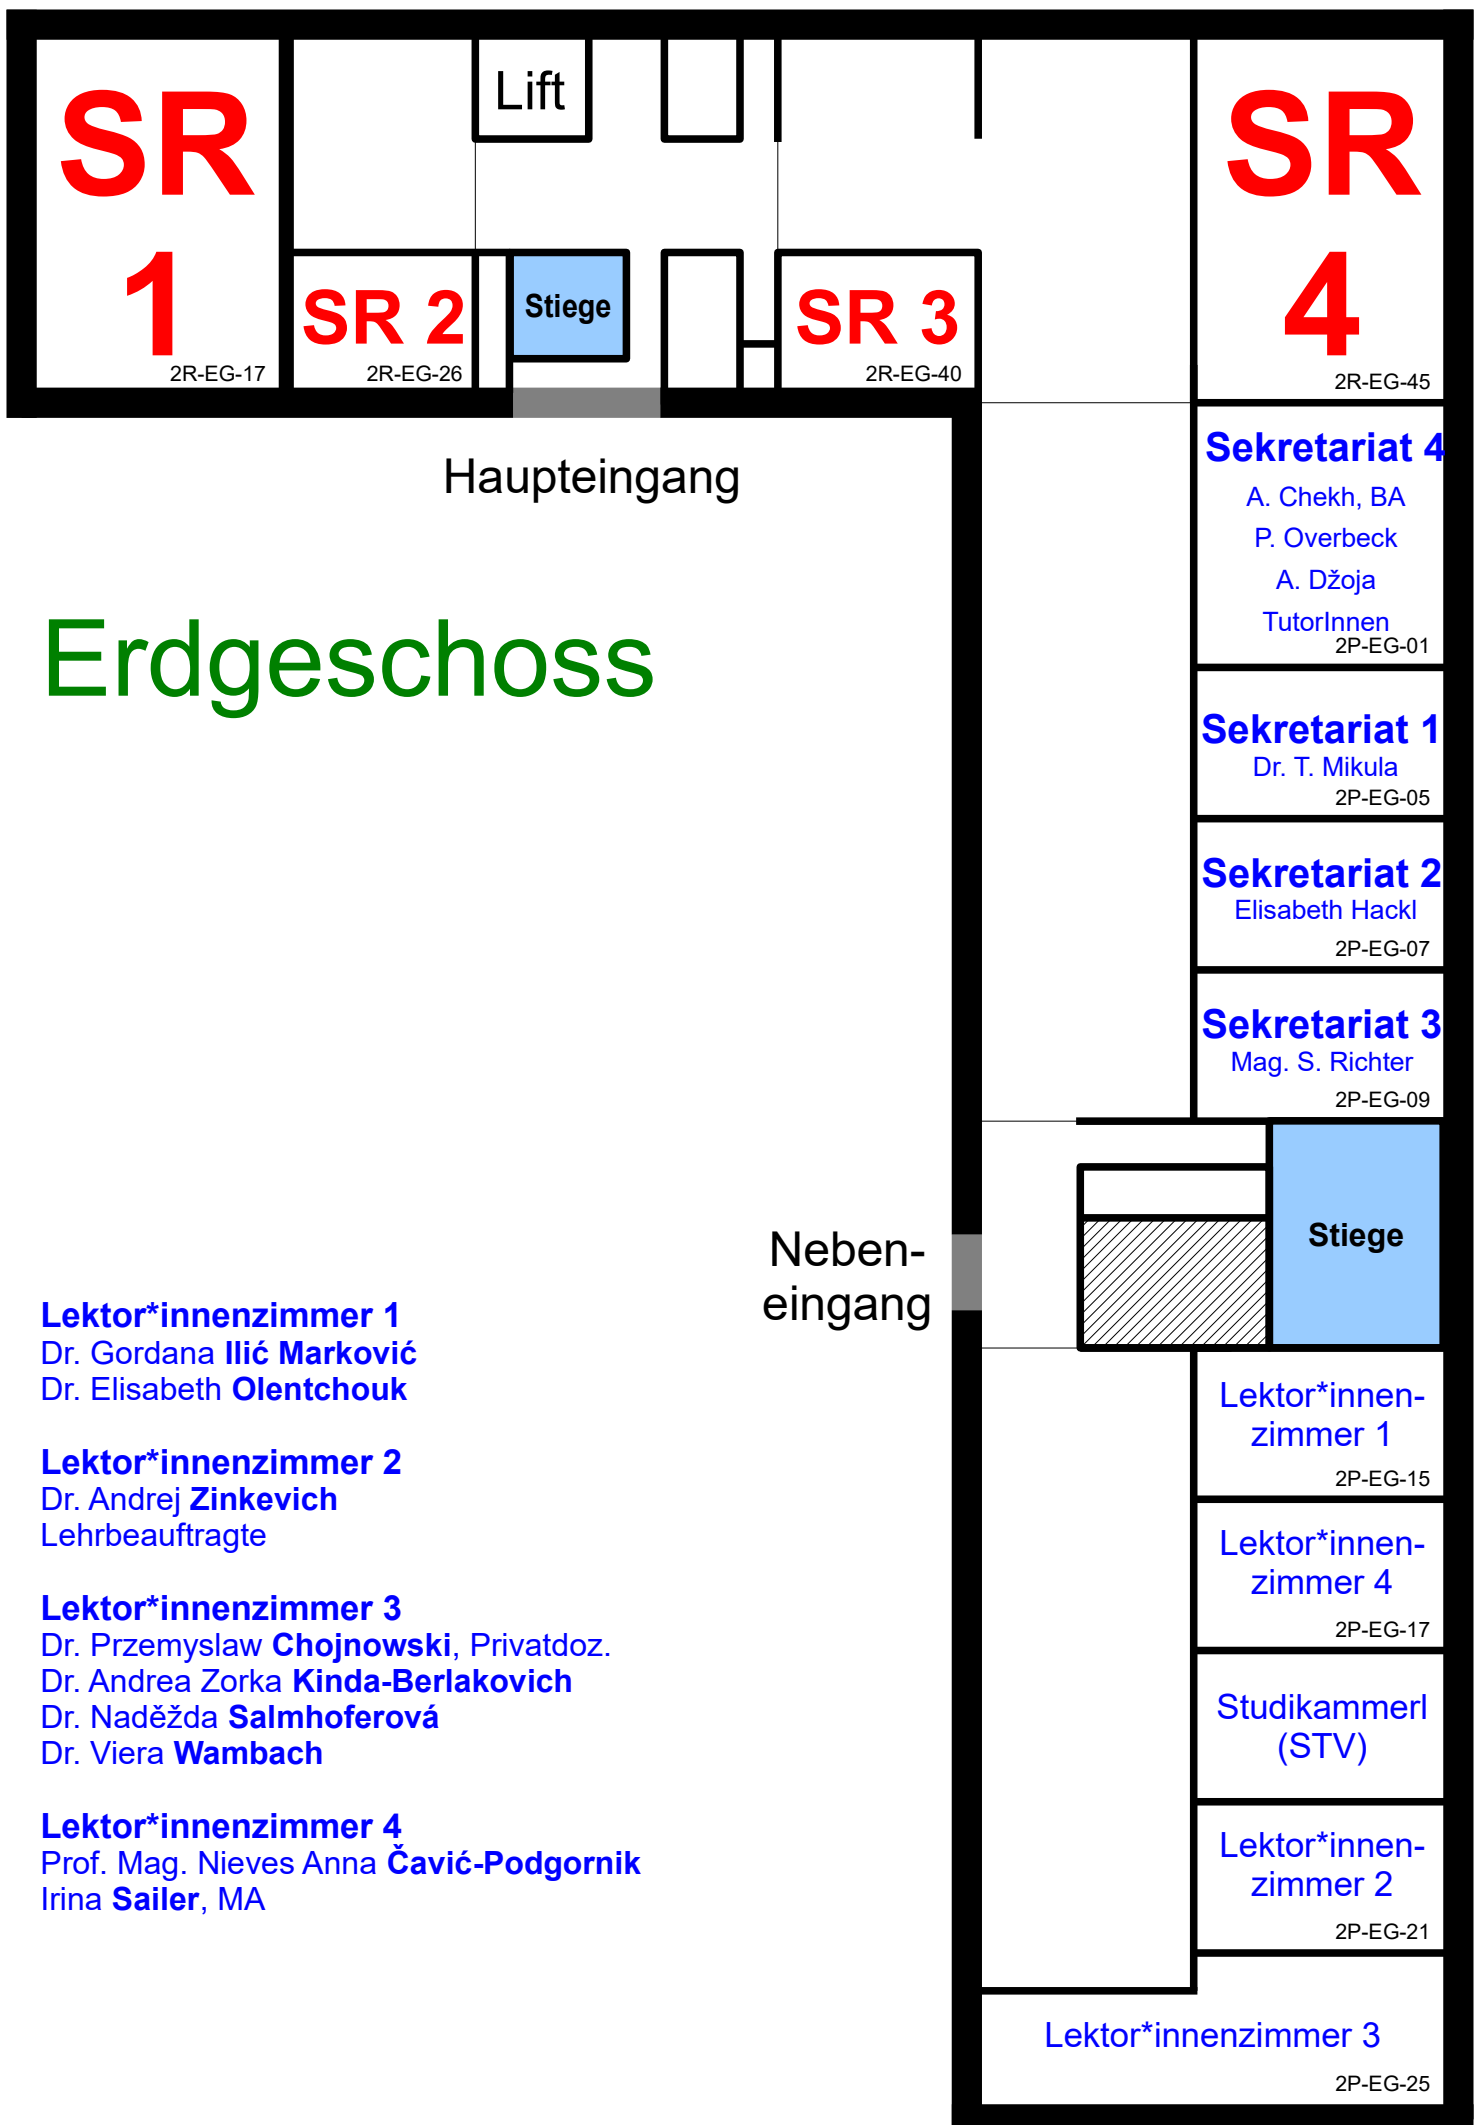 Lift
SR
1
2R-EG-17
SR 2
2R-EG-26
Stiege
SR 3
2R-EG-40
SR
4
2R-EG-45
Haupteingang
Erdgeschoss
Sekretariat 4
A. Chekh, BA
P. Overbeck
A. Džoja
TutorInnen
2P-EG-01
Sekretariat 1
Dr. T. Mikula
2P-EG-05
Sekretariat 2
Elisabeth Hackl
2P-EG-07
Sekretariat 3
Mag. S. Richter
2P-EG-09
Stiege
Neben-
eingang
Lektor*innenzimmer 1
Dr. Gordana Ilić Marković
Dr. Elisabeth Olentchouk
Lektor*innenzimmer 2
Dr. Andrej Zinkevich
Lehrbeauftragte
Lektor*innenzimmer 3
Dr. Przemyslaw Chojnowski, Privatdoz.
Dr. Andrea Zorka Kinda-Berlakovich
Dr. Naděžda Salmhoferová
Dr. Viera Wambach
Lektor*innenzimmer 4
Prof. Mag. Nieves Anna Čavić-Podgornik
Irina Sailer, MA
Lektor*innen-
zimmer 1
2P-EG-15
Lektor*innen-
zimmer 4
2P-EG-17
Studikammerl
(STV)
Lektor*innen-
zimmer 2
2P-EG-21
Lektor*innenzimmer 3
2P-EG-25